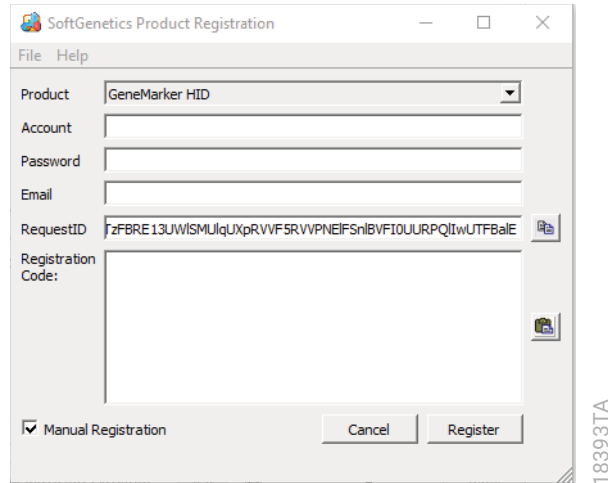 SoftGenetics Product Registration
File Help
Product GeneMarker HID
Account
Password
Email
RequestID
Registration
Code:
Manual Registration Cancel Register
18393TA